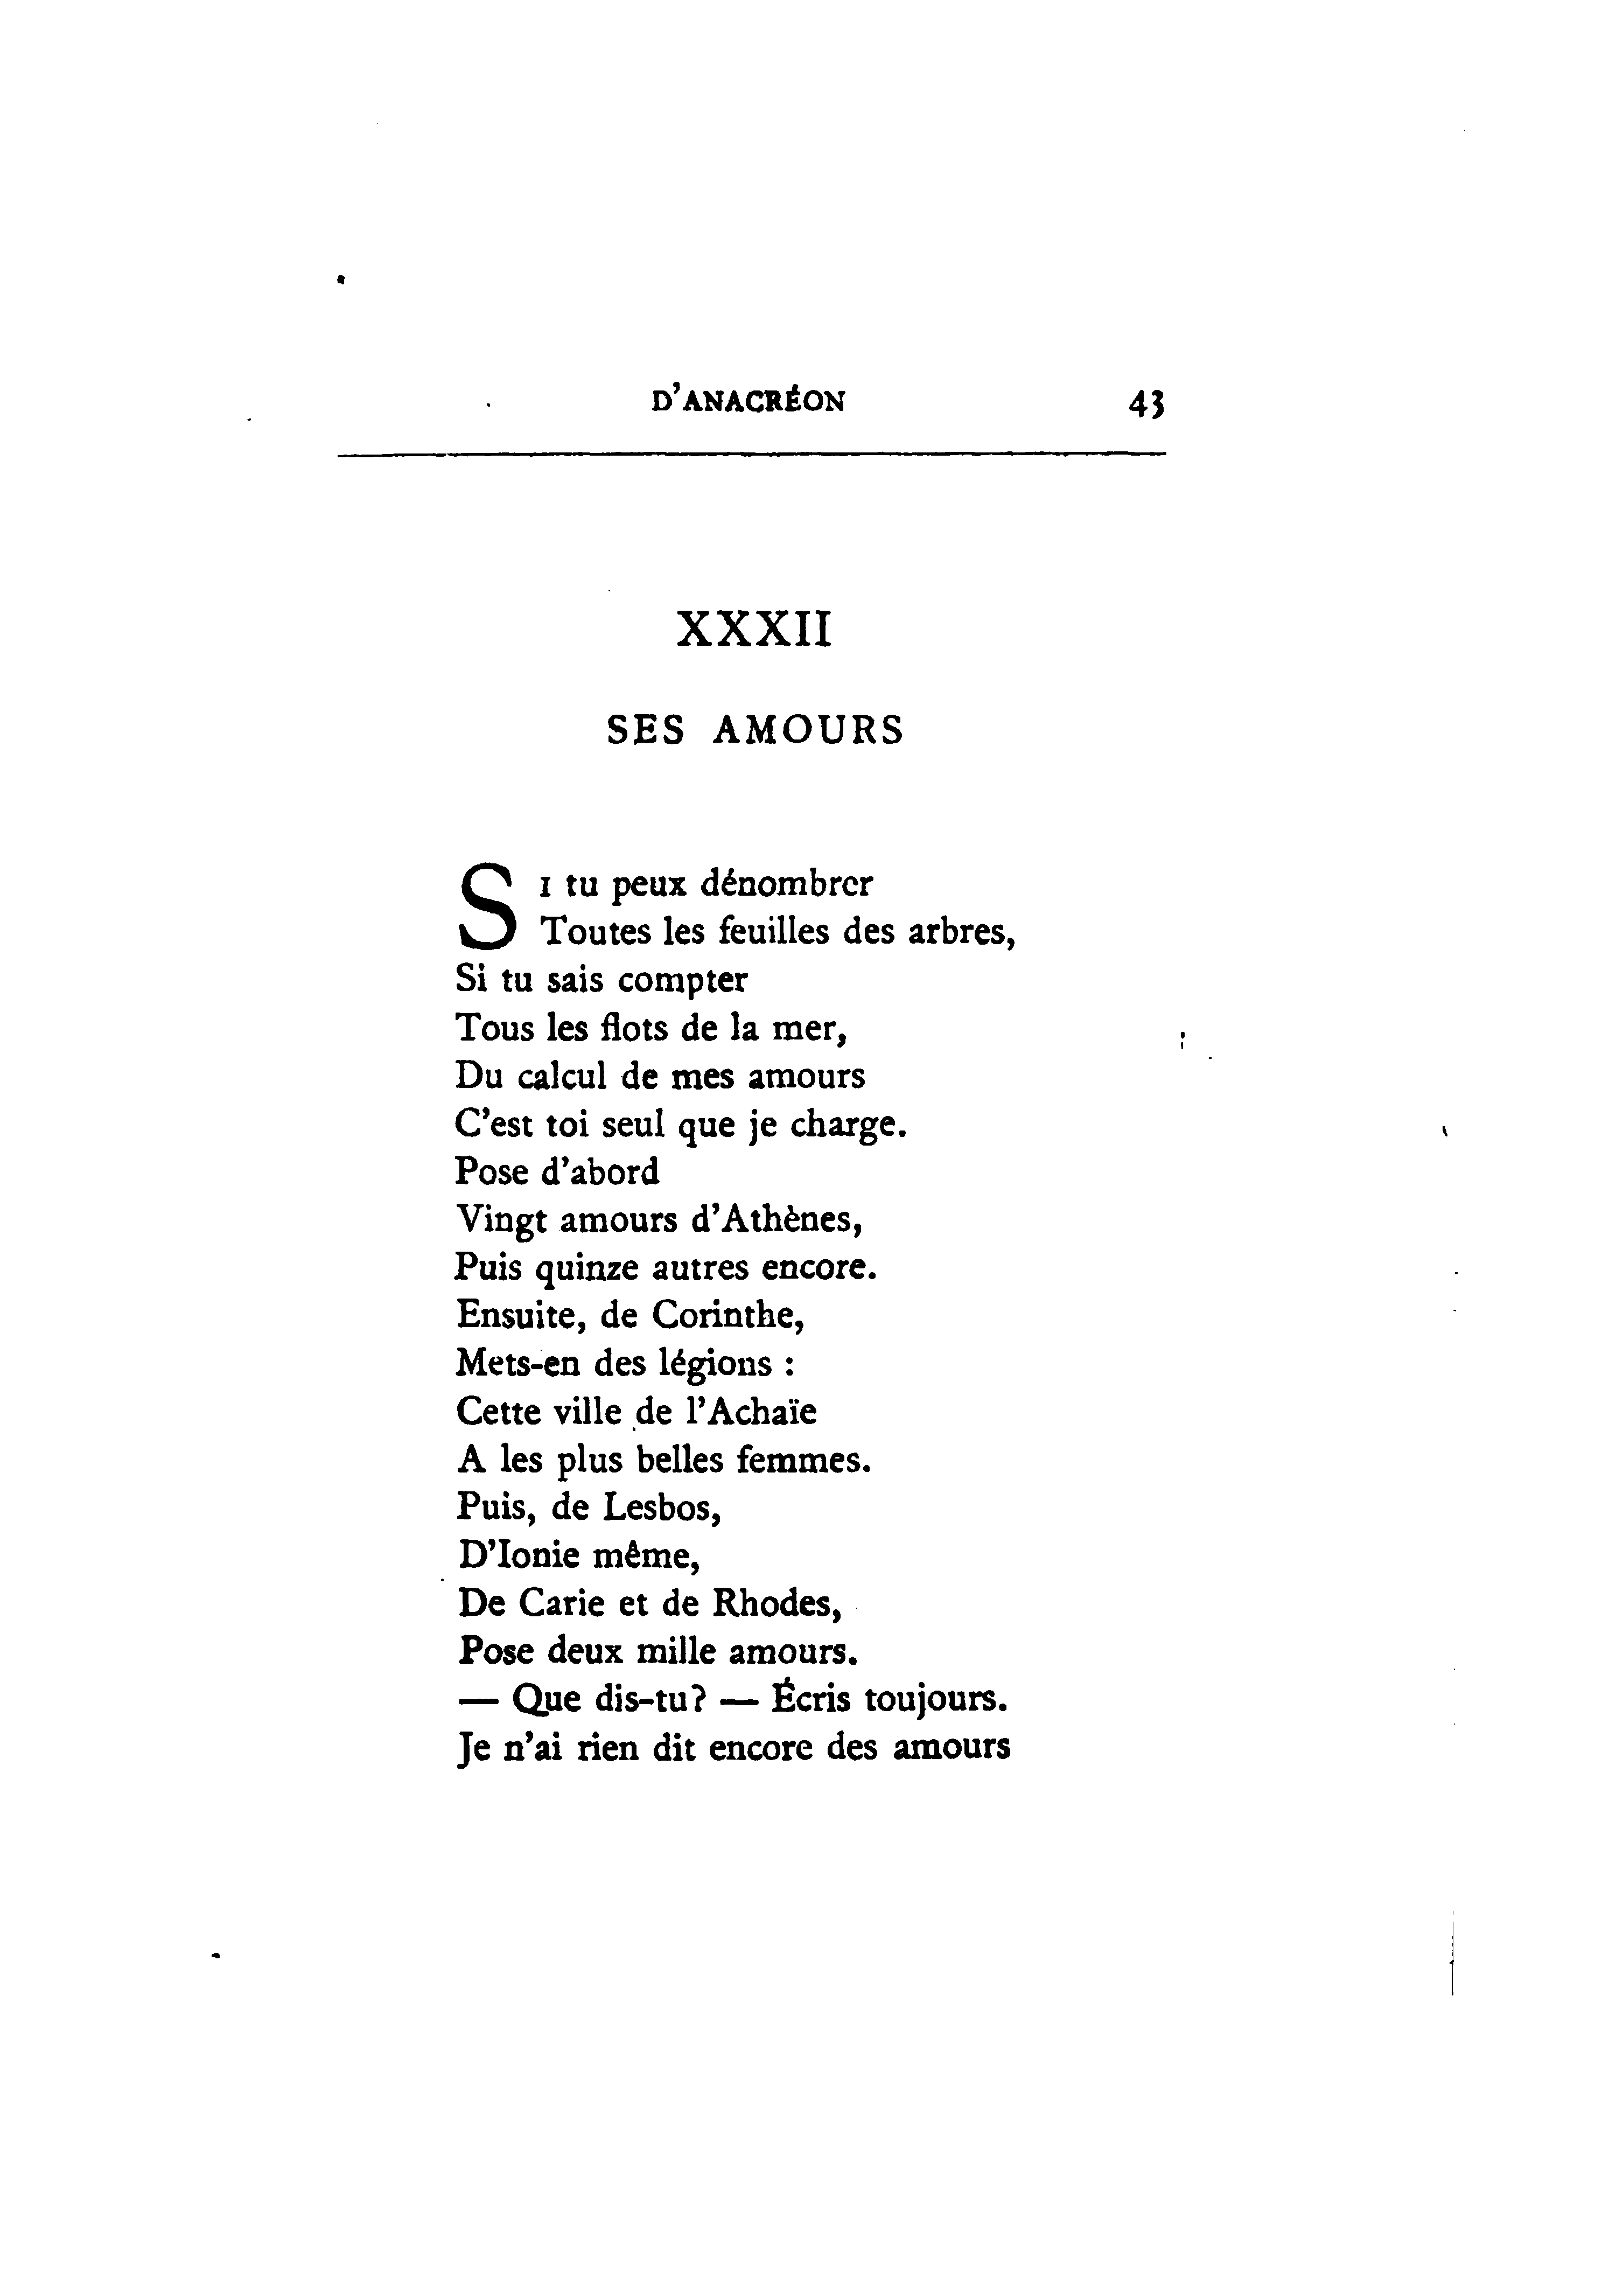 D'ANACRÉON 43
XXXII
SES AMOURS
SI tu peux dénombrer
Toutes les feuilles des arbres,
Si tu sais compter
Tous les flots de la mer,
Du calcul de mes amours
C'est toi seul que je charge.
Pose d'abord
Vingt amours d'Athènes,
Puis quinze autres encore.
Ensuite, de Corinthe,
Mets-en des légions :
Cette ville de l'Achaïe
A les plus belles femmes.
Puis, de Lesbos,
D'Ionie même,
De Carie et de Rhodes,
Pose deux mille amours.
— Que dis-tu? — Écris toujours.
Je n'ai rien dit encore des amours